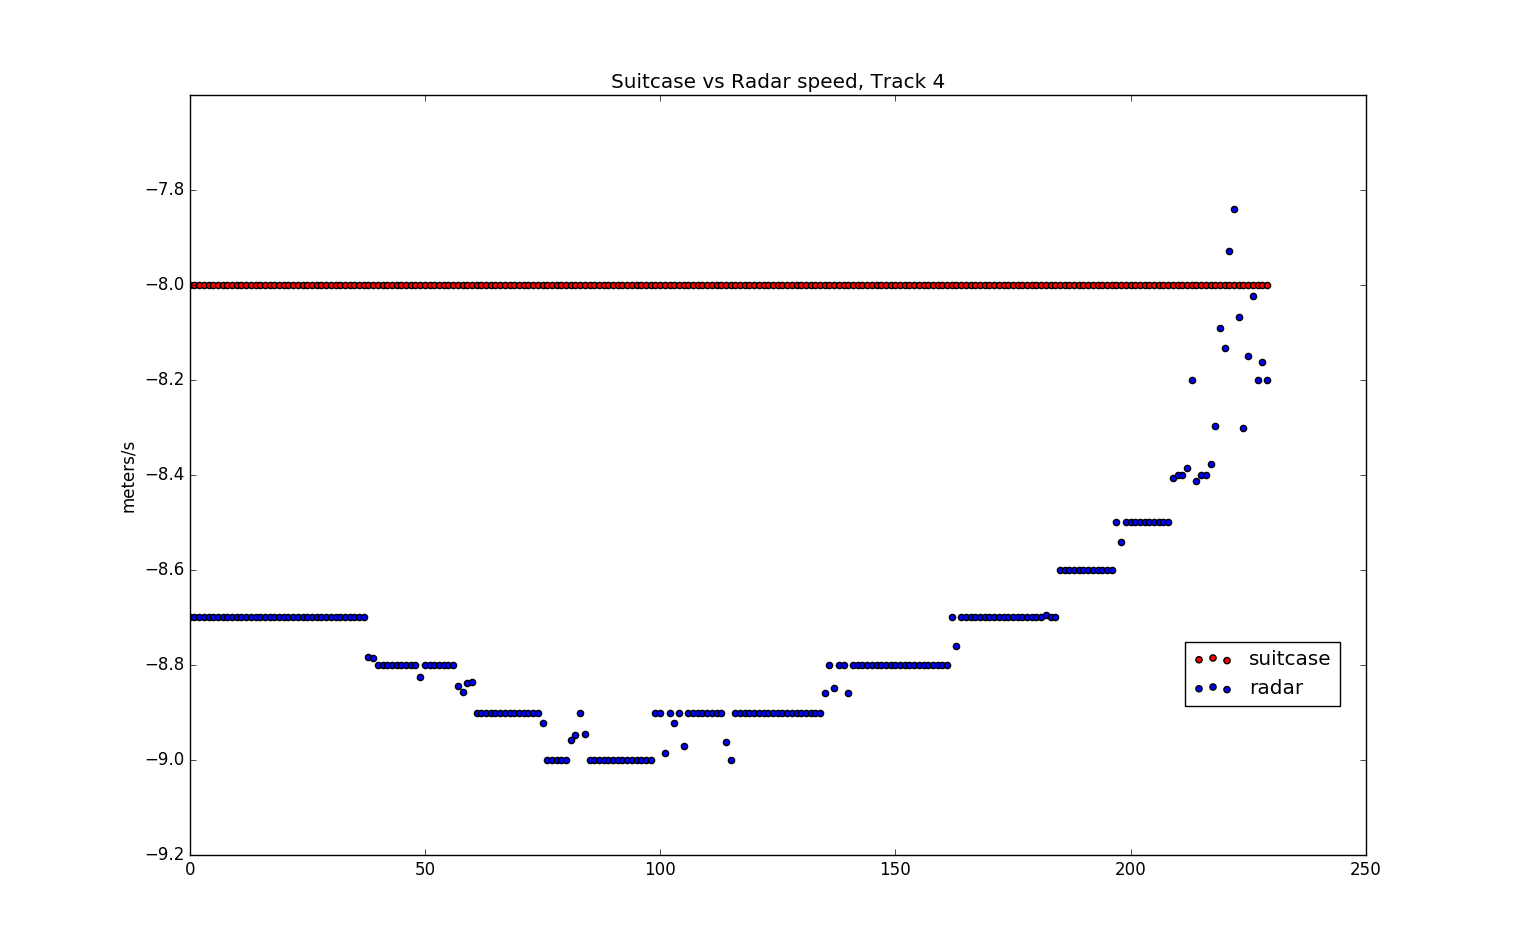 Suitcase vs Radar speed, Track 4
−7.8
−8.0
−8.2
−8.4
−8.6
−8.8
−9.0
−9.2
meters/s
suitcase
radar
0 50 100 150 200 250